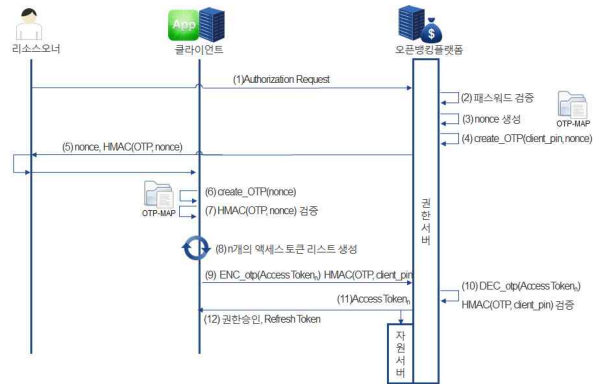 App
$
리소스오너
클라이언트
오픈뱅킹플랫폼
(1)Authorization Request
(2) 패스워드 검증
(3) nonce 생성
OTP-MAP
(4) create_OTP(client_pin,nonce)
(5) nonce, HMAC(OTP, nonce)
(6) create_OTP(nonce)
OTP-MAP
(7) HMAC(OTP, nonce) 검증
권한서버
(8) n개의 액세스 토큰 리스트 생성
(9) ENC_otp(Access Tokenₙ) HMAC(OTP, client_pin
(10) DEC_otp(Access Tokenₙ)
HMAC(OTP, client_pin) 검증
(11)Access Tokenₙ
(12) 권한승인, Refresh Token
자원서버